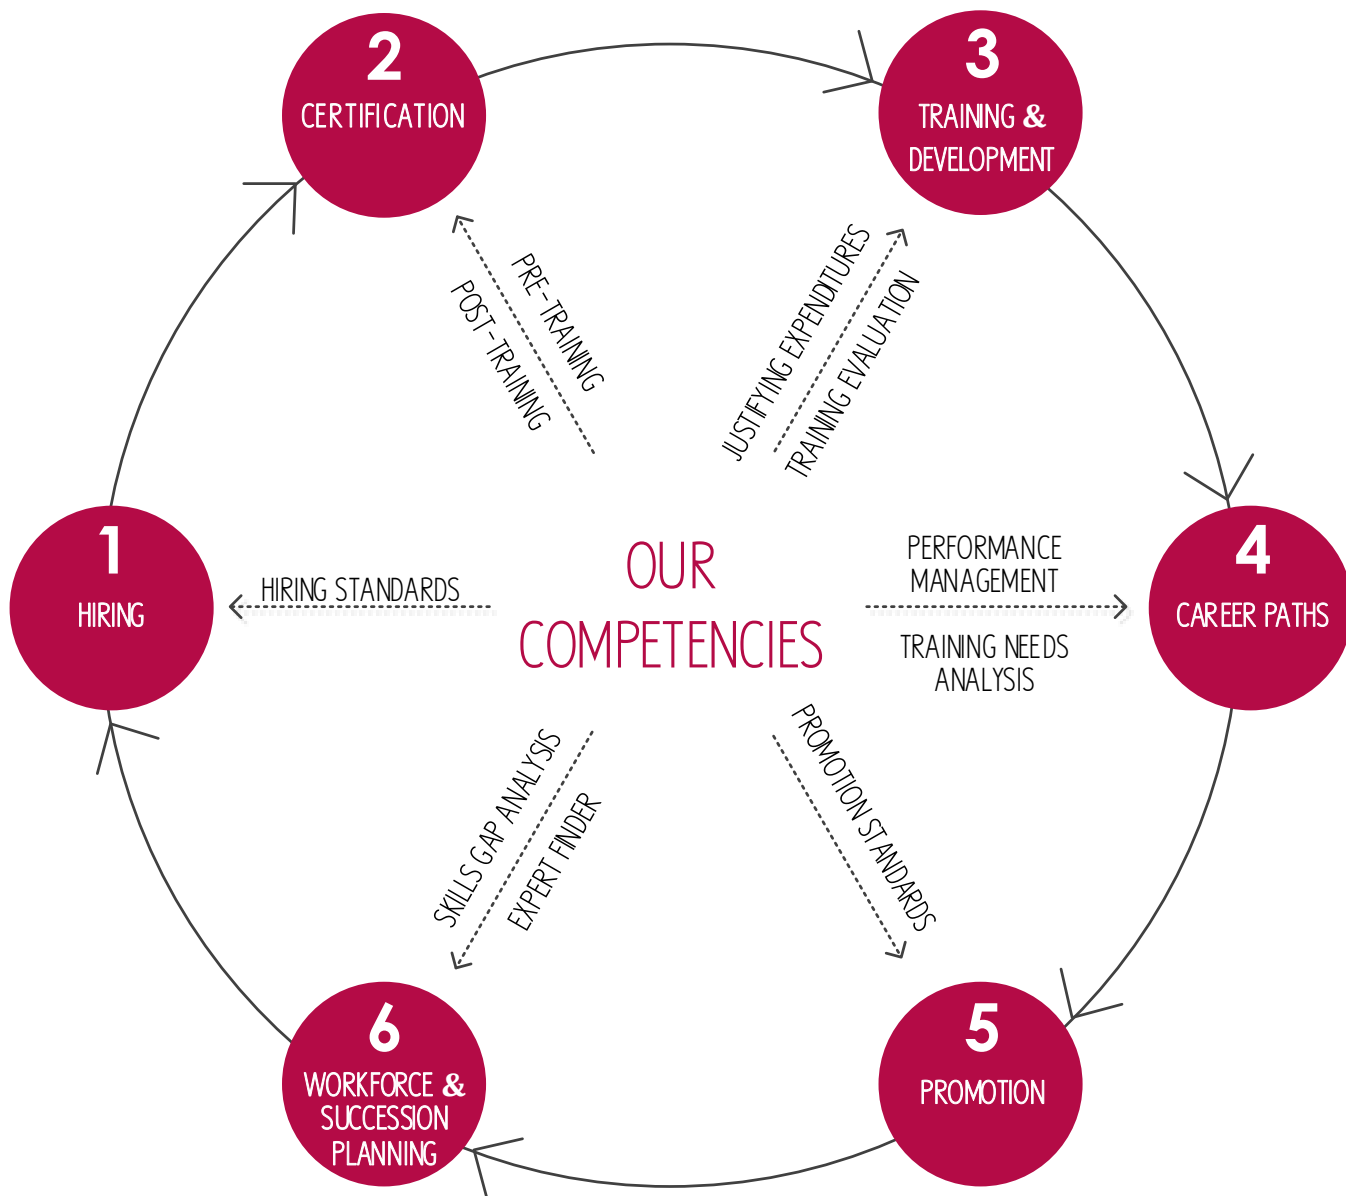 2
CERTIFICATION
3
TRAINING &
DEVELOPMENT
PRE-TRAINING
POST-TRAINING
JUSTIFYING EXPENDITURES
TRAINING EVALUATION
1
HIRING
HIRING STANDARDS
OUR
COMPETENCIES
PERFORMANCE
MANAGEMENT
TRAINING NEEDS
ANALYSIS
4
CAREER PATHS
SKILLS GAP ANALYSIS
EXPERT FINDER
PROMOTION STANDARDS
6
WORKFORCE &
SUCCESSION
PLANNING
5
PROMOTION